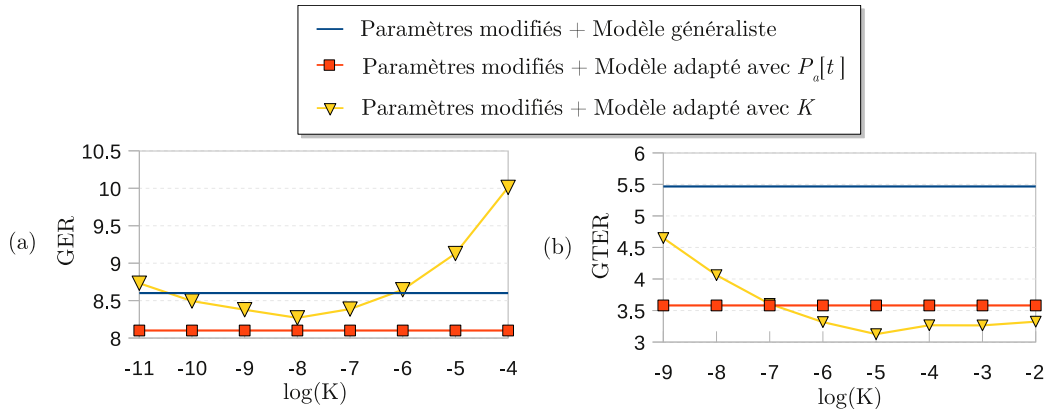 Paramètres modifiés + Modèle généraliste
Paramètres modifiés + Modèle adapté avec Pa[t]
Paramètres modifiés + Modèle adapté avec K
(a)
GER
10.5
10
9.5
9
8.5
8
-11 -10 -9 -8 -7 -6 -5 -4
log(K)
(b)
GTER
6
5.5
5
4.5
4
3.5
3
-9 -8 -7 -6 -5 -4 -3 -2
log(K)